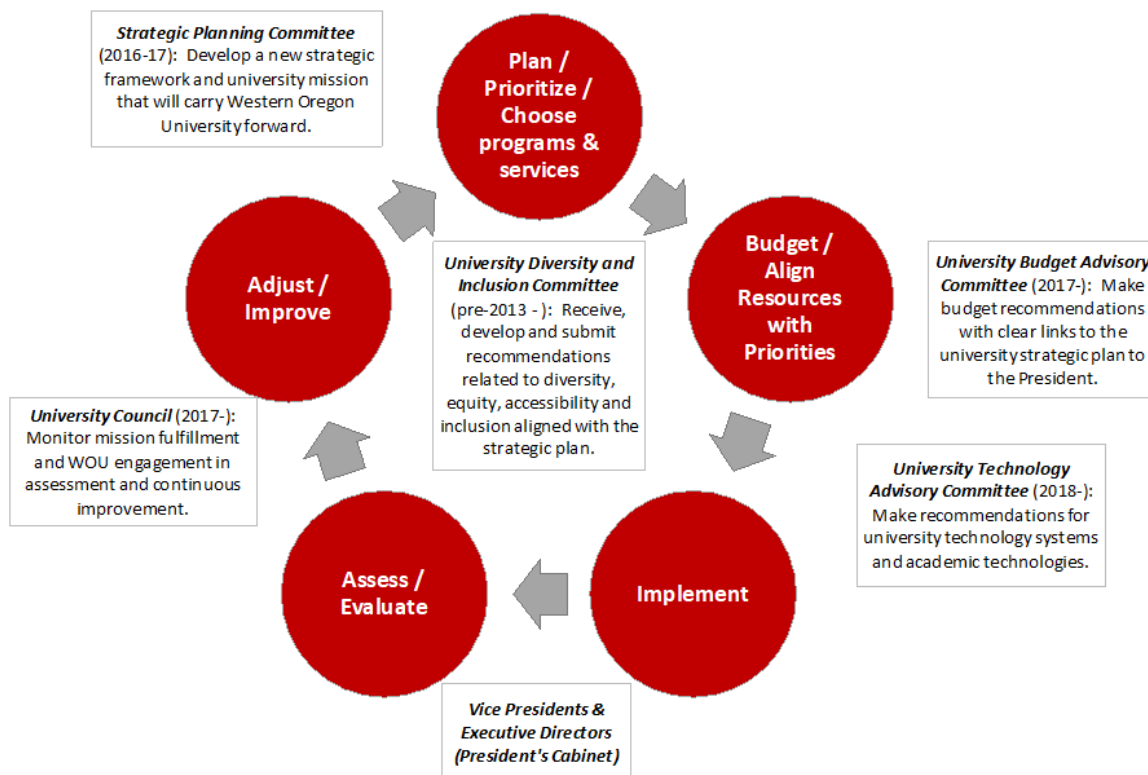 Strategic Planning Committee
(2016-17): Develop a new strategic
framework and university mission
that will carry Western Oregon
University forward.
Plan /
Prioritize /
Choose
programs &
services
Adjust /
Improve
University Diversity and
Inclusion Committee
(pre-2013 - ): Receive,
develop and submit
recommendations
related to diversity,
equity, accessibility and
inclusion aligned with the
strategic plan.
Budget /
Align
Resources
with
Priorities
University Budget Advisory
Committee (2017-): Make
budget recommendations
with clear links to the
university strategic plan to
the President.
University Council (2017-):
Monitor mission fulfillment
and WOU engagement in
assessment and continuous
improvement.
University Technology
Advisory Committee (2018-):
Make recommendations for
university technology systems
and academic technologies.
Assess /
Evaluate
Implement
Vice Presidents &
Executive Directors
(President's Cabinet)